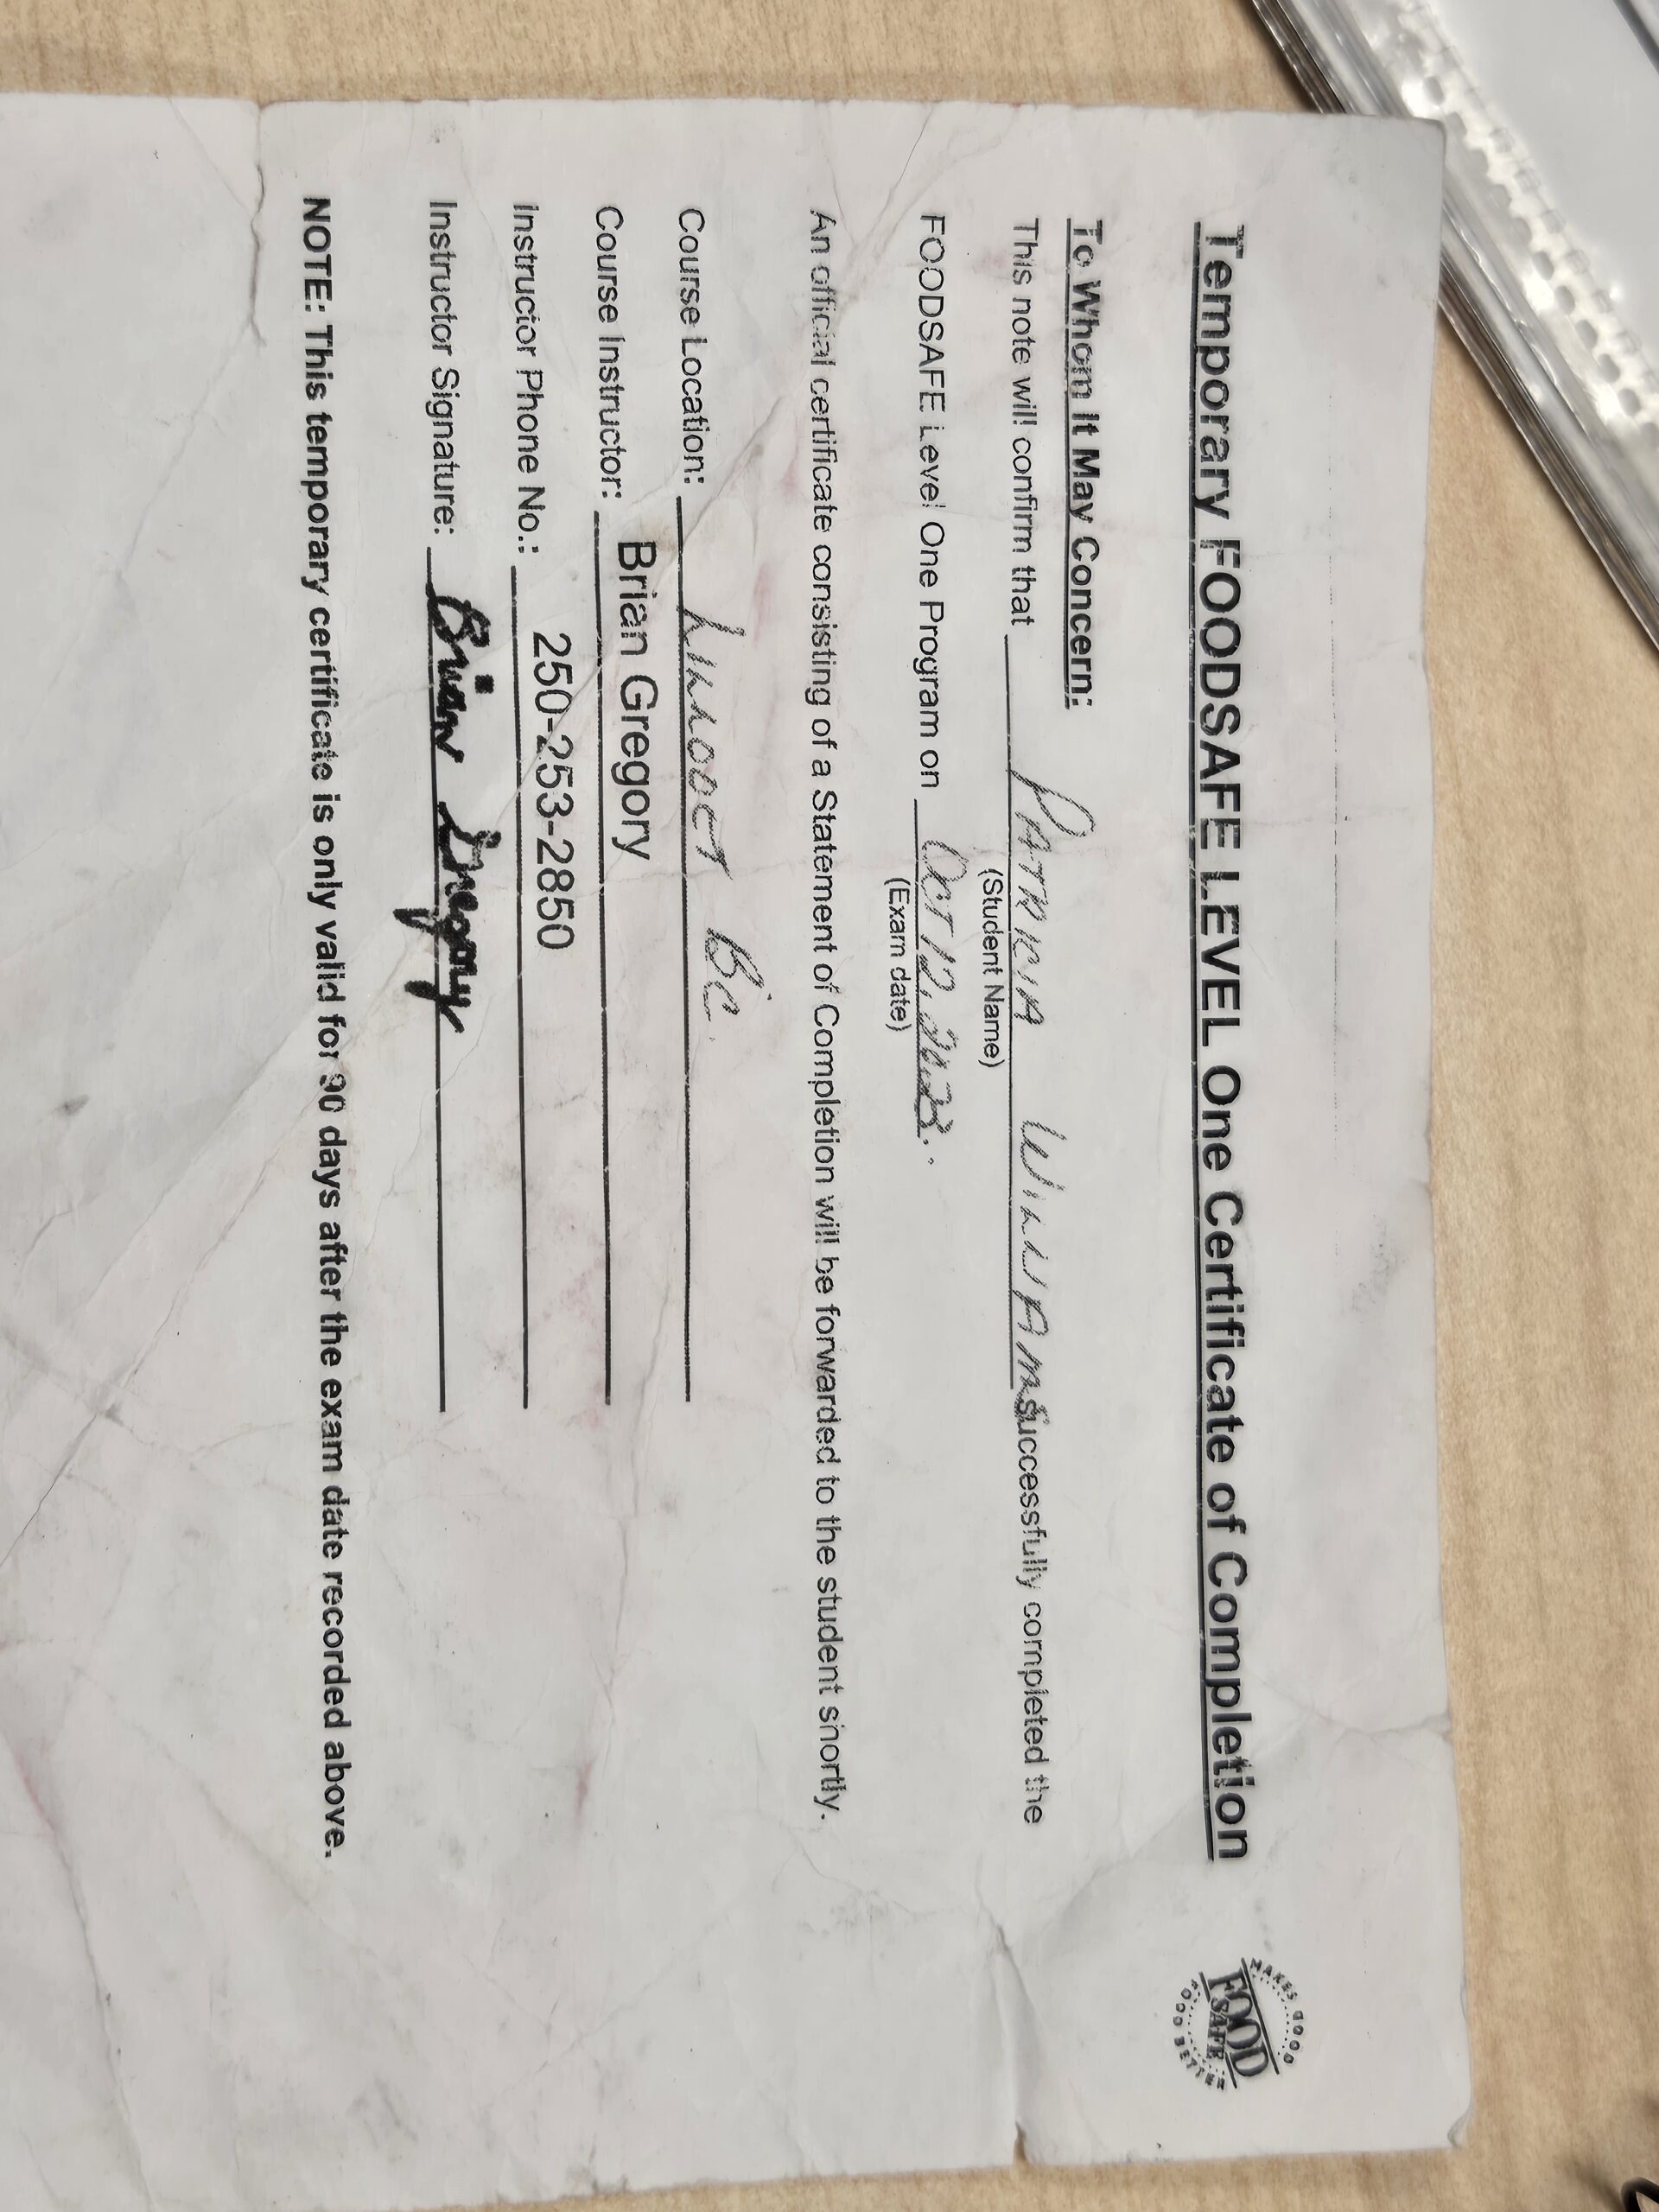 Temporary FOODSAFE LEVEL One Certificate of Completion
MAKES GOOD
FOOD
SAFE
FOOD BETTER
To Whom It May Concern:
This note will confirm that PATRICIA WILLIAMS successfully completed the
(Student Name)
FOODSAFE Level One Program on OCT 12, 2023.
(Exam date)
An official certificate consisting of a Statement of Completion will be forwarded to the student shortly.
Course Location: LILLOOET BC.
Course Instructor: Brian Gregory
Instructor Phone No.: 250-253-2850
Instructor Signature: Brian Gregory
NOTE: This temporary certificate is only valid for 90 days after the exam date recorded above.